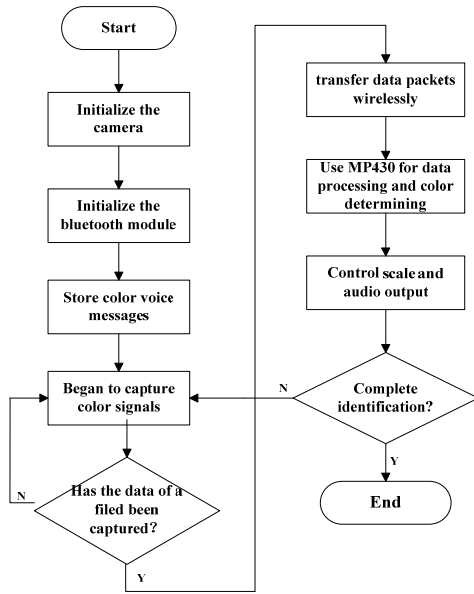 Start
Initialize the
camera
Initialize the
bluetooth module
Store color voice
messages
Began to capture
color signals
N
Has the data of a
filed been
captured?
Y
transfer data packets
wirelessly
Use MP430 for data
processing and color
determining
Control scale and
audio output
N
Complete
identification?
Y
End